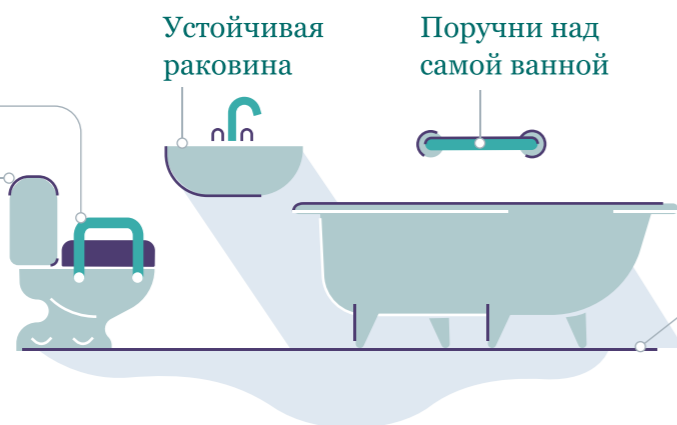 Устойчивая
раковина
Поручни над
самой ванной